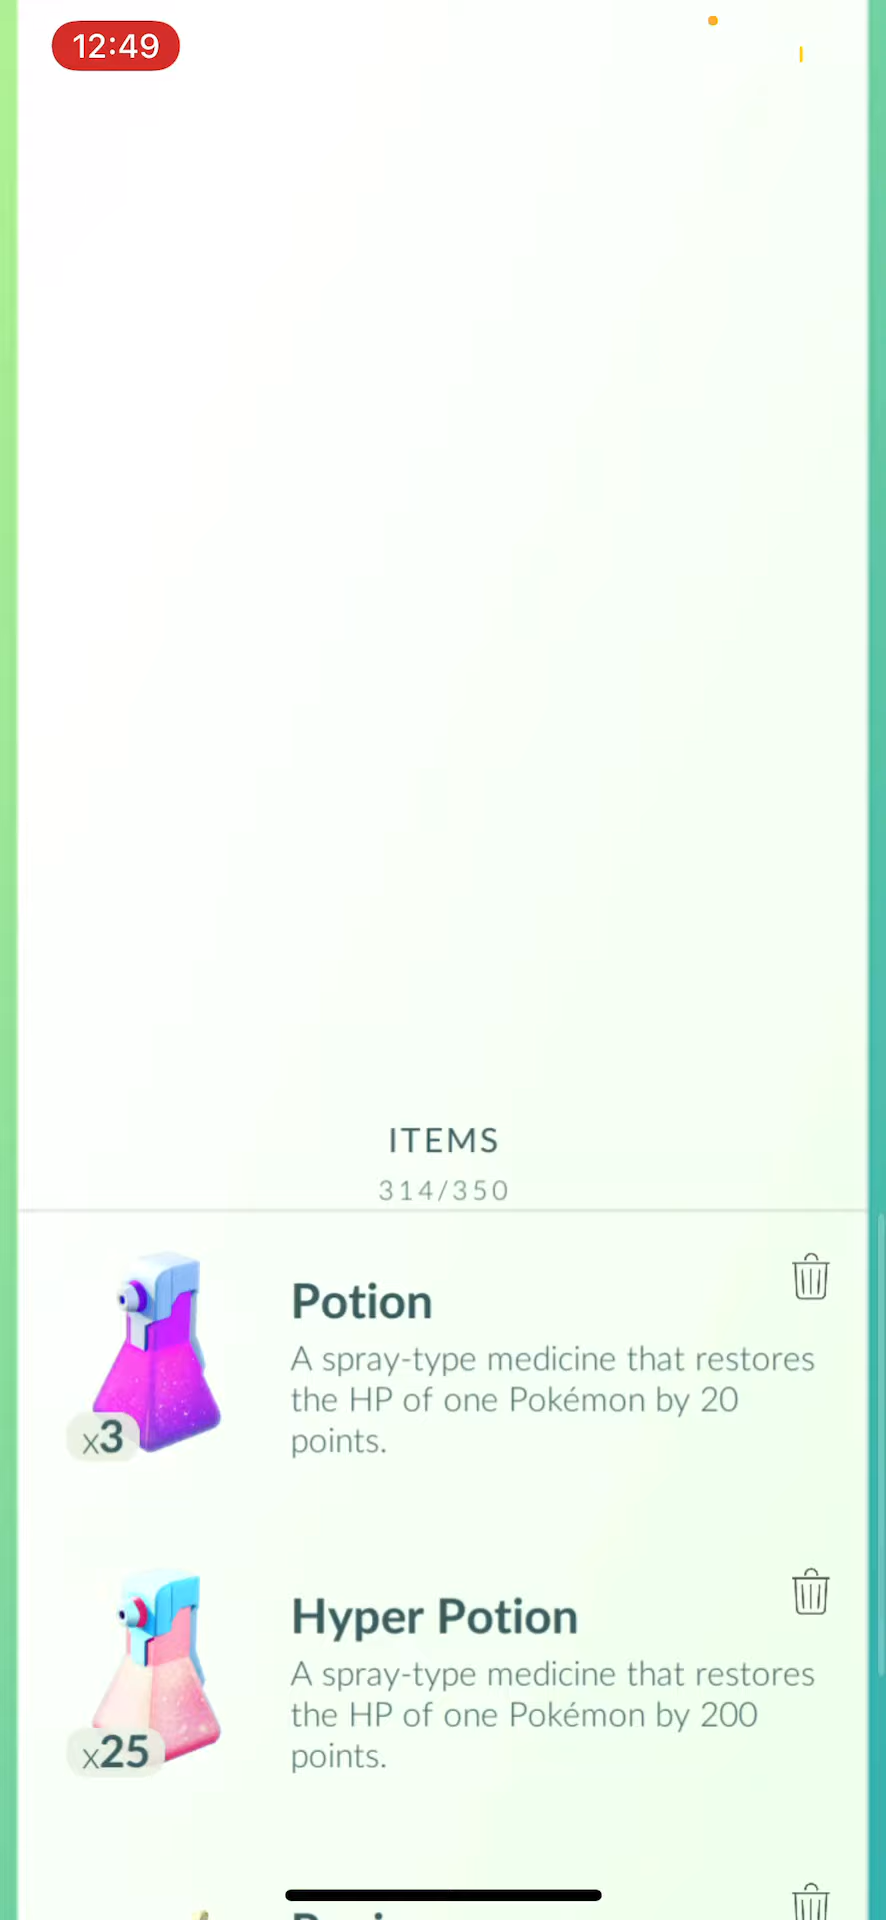 12:49
ITEMS
314/350
Potion
A spray-type medicine that restores
the HP of one Pokémon by 20
points.
x3
Hyper Potion
A spray-type medicine that restores
the HP of one Pokémon by 200
points.
x25